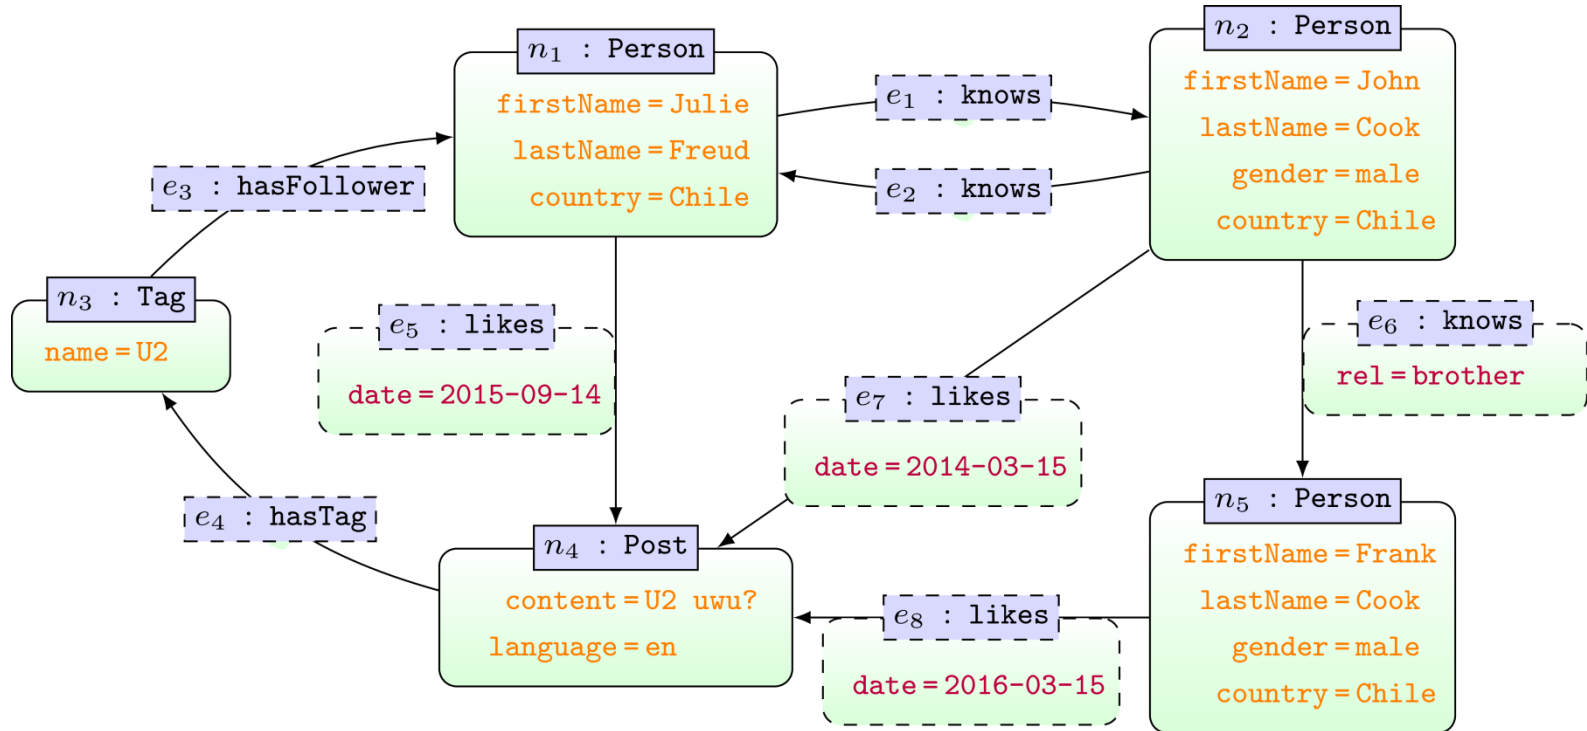 n₁ : Person
firstName = Julie
lastName = Freud
country = Chile
e₁ : knows
e₂ : knows
n₂ : Person
firstName = John
lastName = Cook
gender = male
country = Chile
e₃ : hasFollower
n₃ : Tag
name = U2
e₅ : likes
date = 2015-09-14
e₇ : likes
date = 2014-03-15
e₆ : knows
rel = brother
e₄ : hasTag
n₄ : Post
content = U2 uwu?
language = en
e₈ : likes
date = 2016-03-15
n₅ : Person
firstName = Frank
lastName = Cook
gender = male
country = Chile